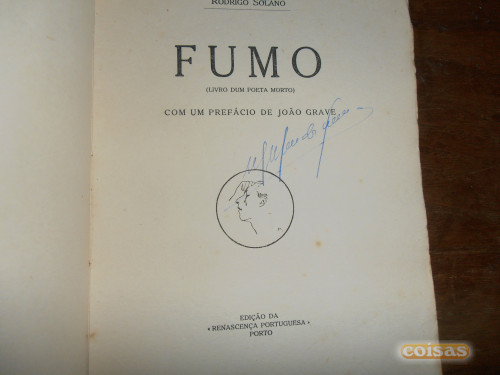 RODRIGO SOLANO
FUMO
(LIVRO DUM POETA MORTO)
COM UM PREFÁCIO DE JOÃO GRAVE
EDIÇÃO DA
«RENASCENÇA PORTUGUESA»
PORTO
coisas